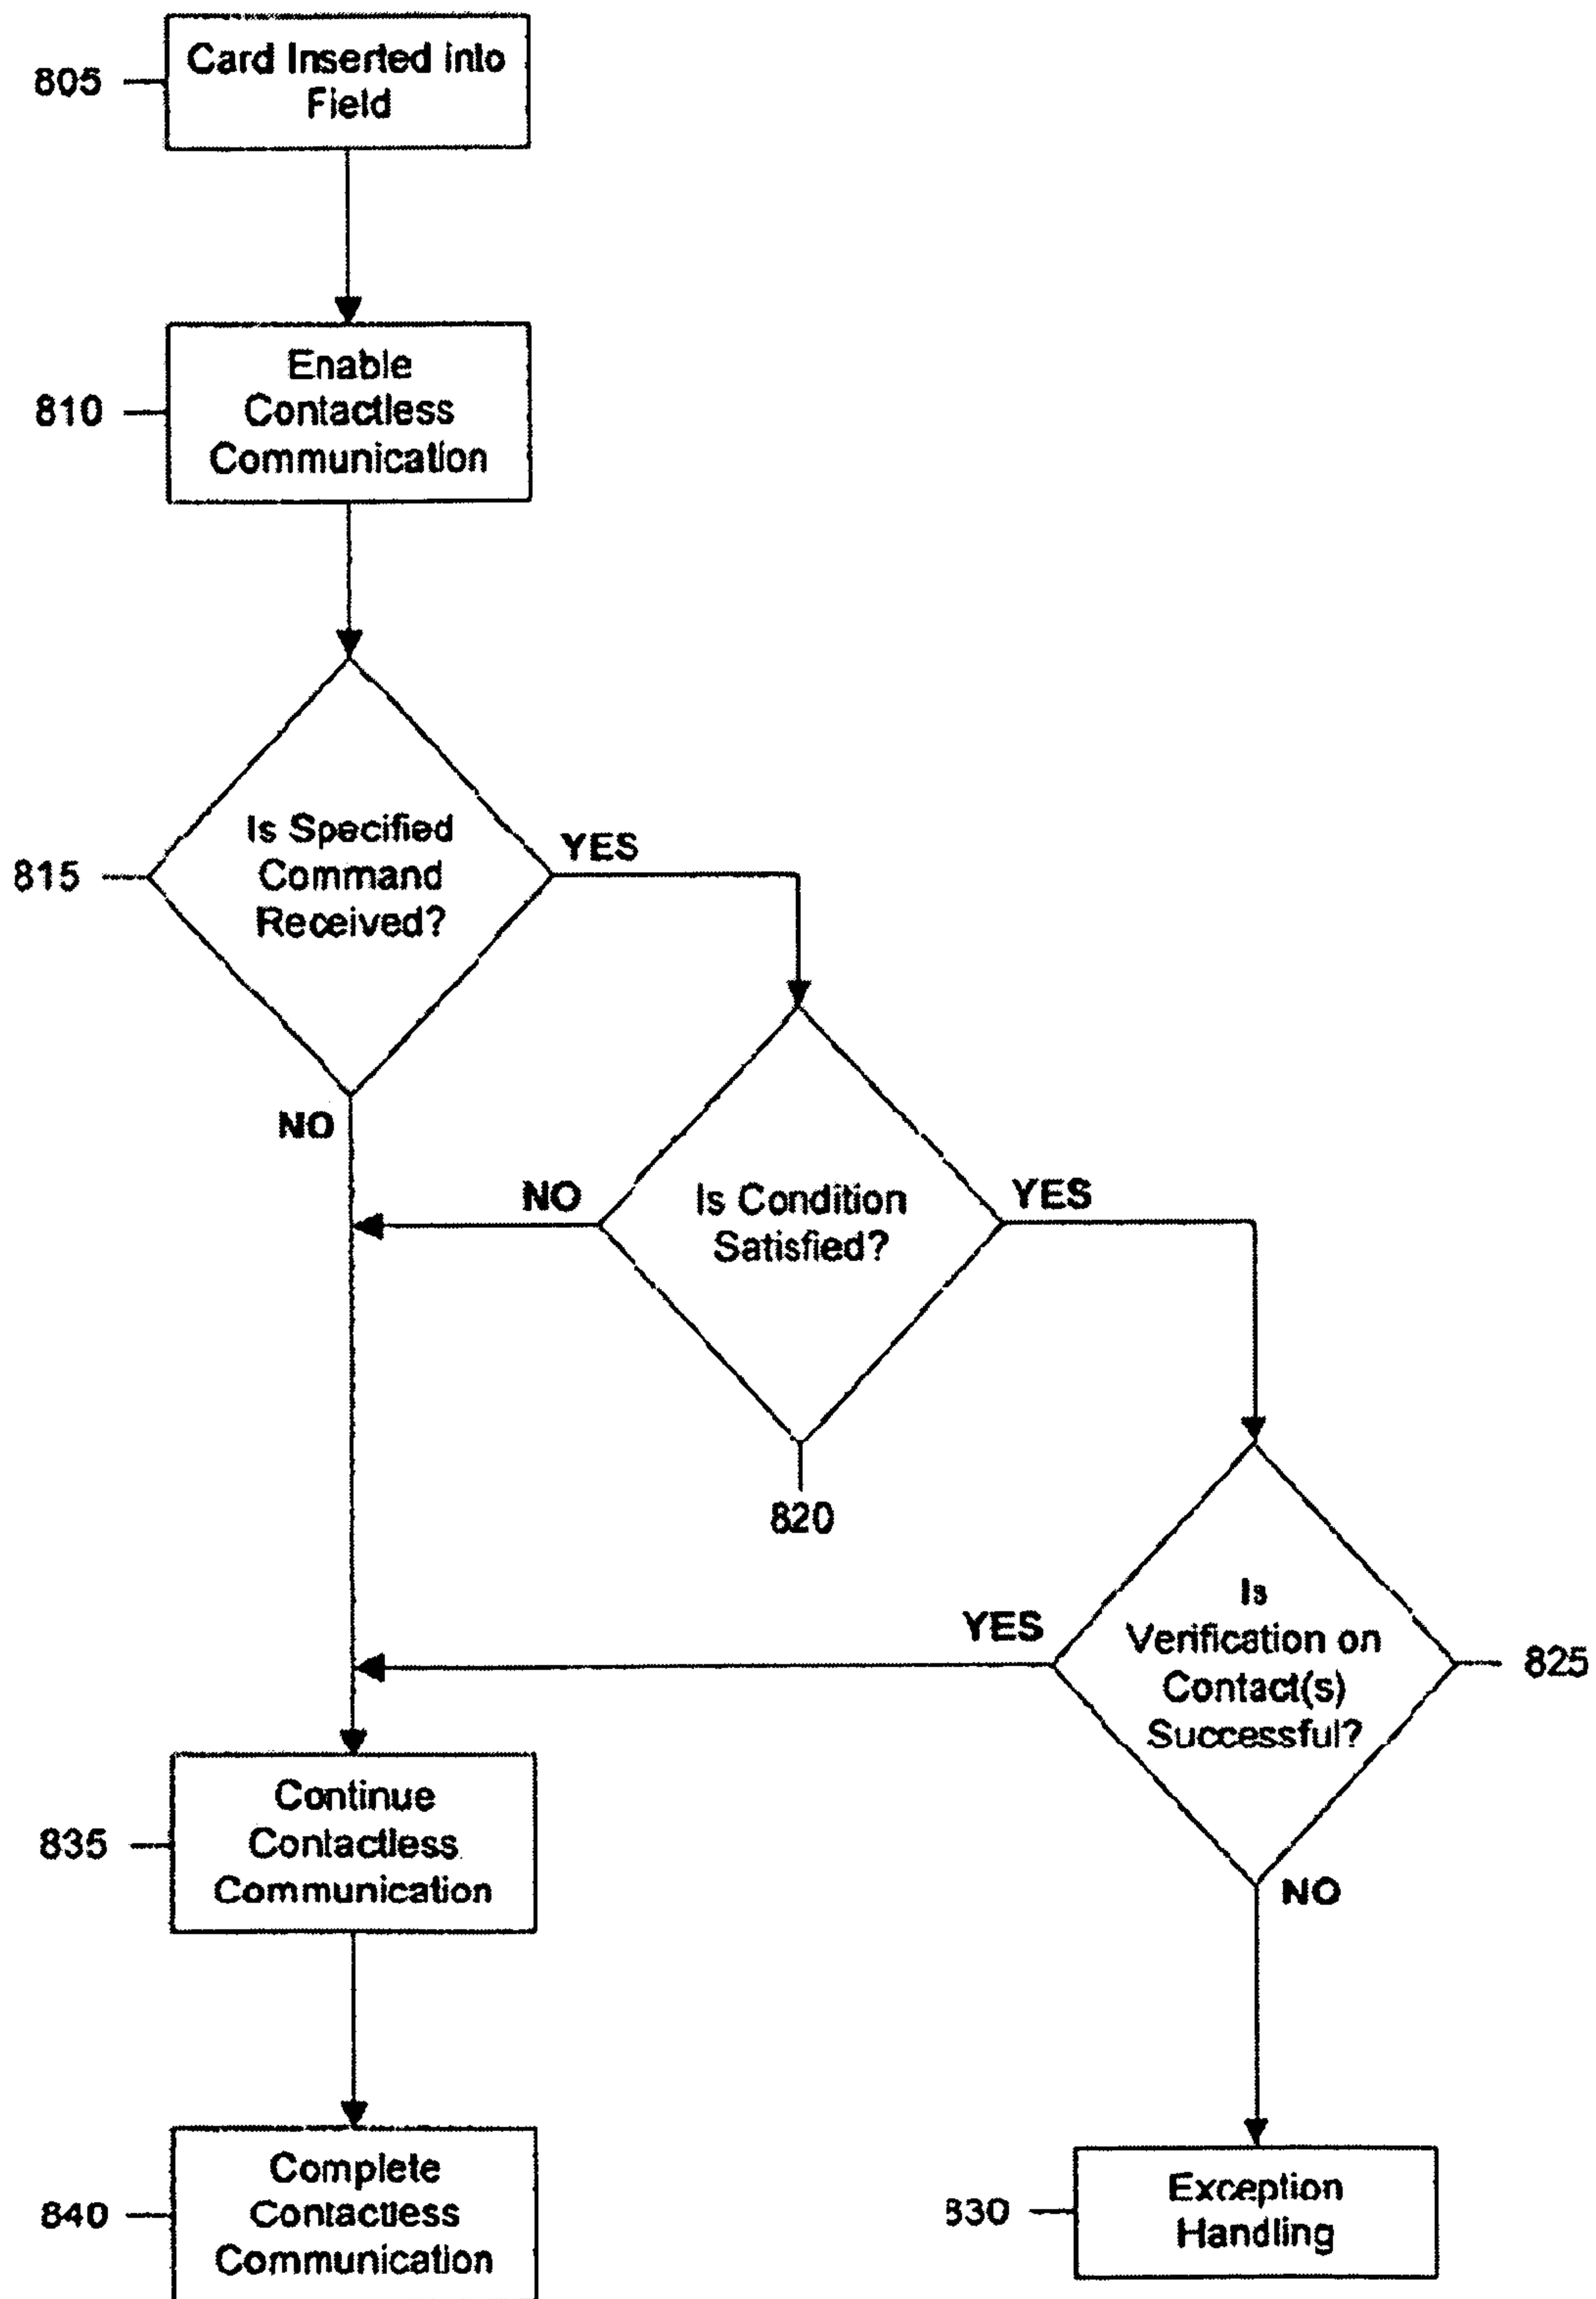 805
Card Inserted into
Field
810
Enable
Contactless
Communication
815
Is Specified
Command
Received?
YES
NO
NO
Is Condition
Satisfied?
YES
820
YES
Is
Verification on
Contact(s)
Successful?
825
NO
835
Continue
Contactless
Communication
840
Complete
Contactless
Communication
830
Exception
Handling